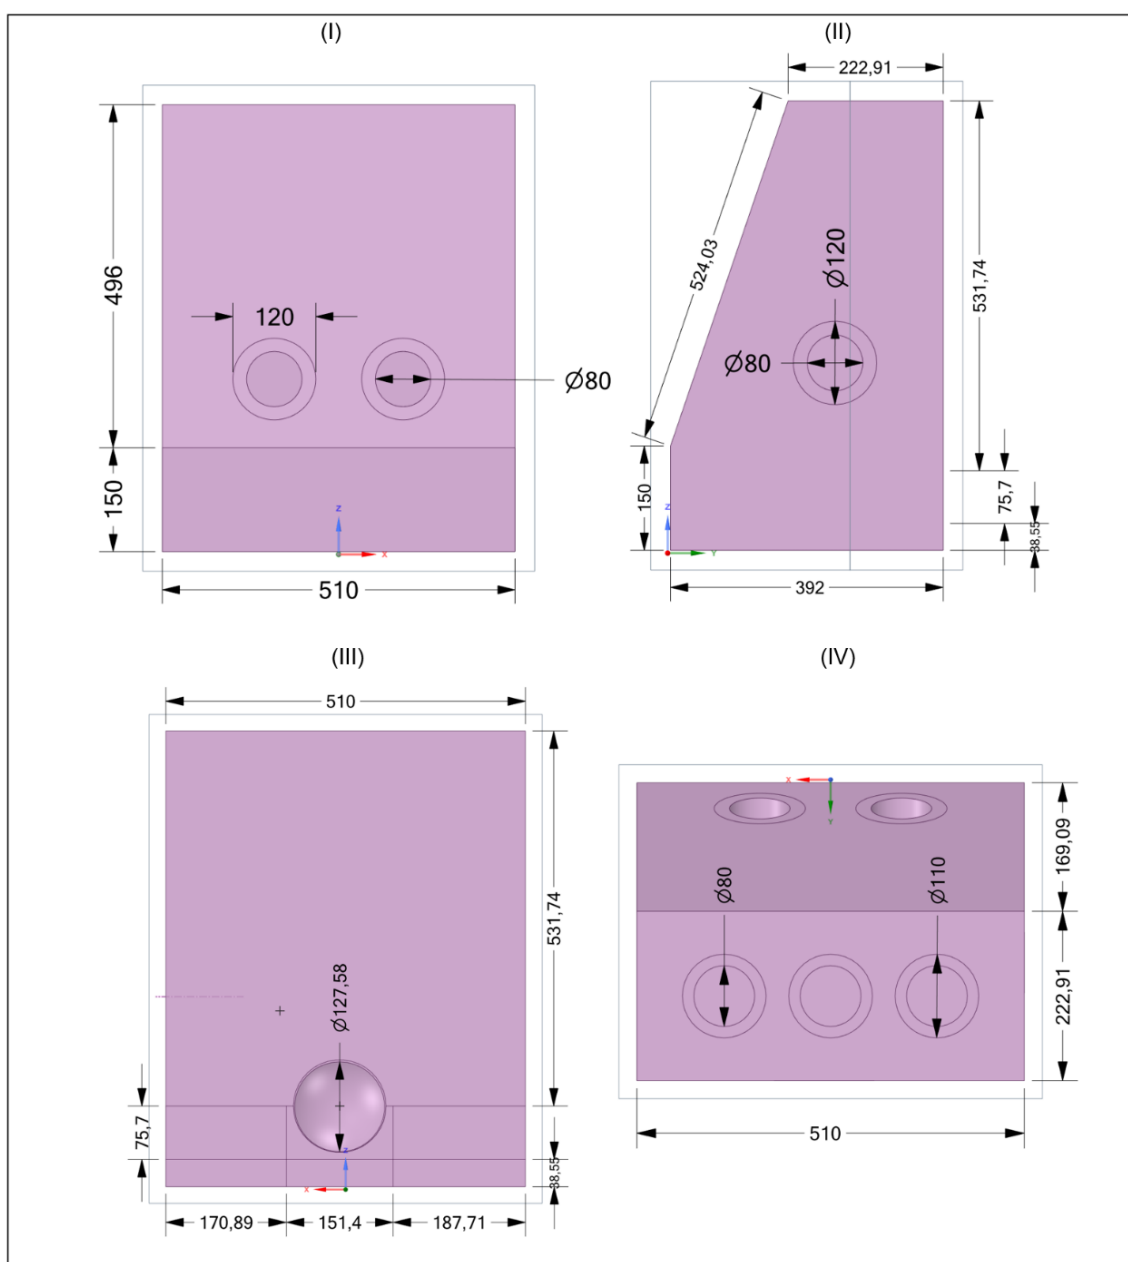 (I)
496
120
Ø80
150
Z
X
510
(II)
222,91
524,03
Ø120
Ø80
531,74
150
75,7
38,55
Z
Y
392
(III)
510
531,74
Ø127,58
75,7
38,55
Z
X
170,89
151,4
187,71
(IV)
X
Y
169,09
Ø80
Ø110
222,91
510